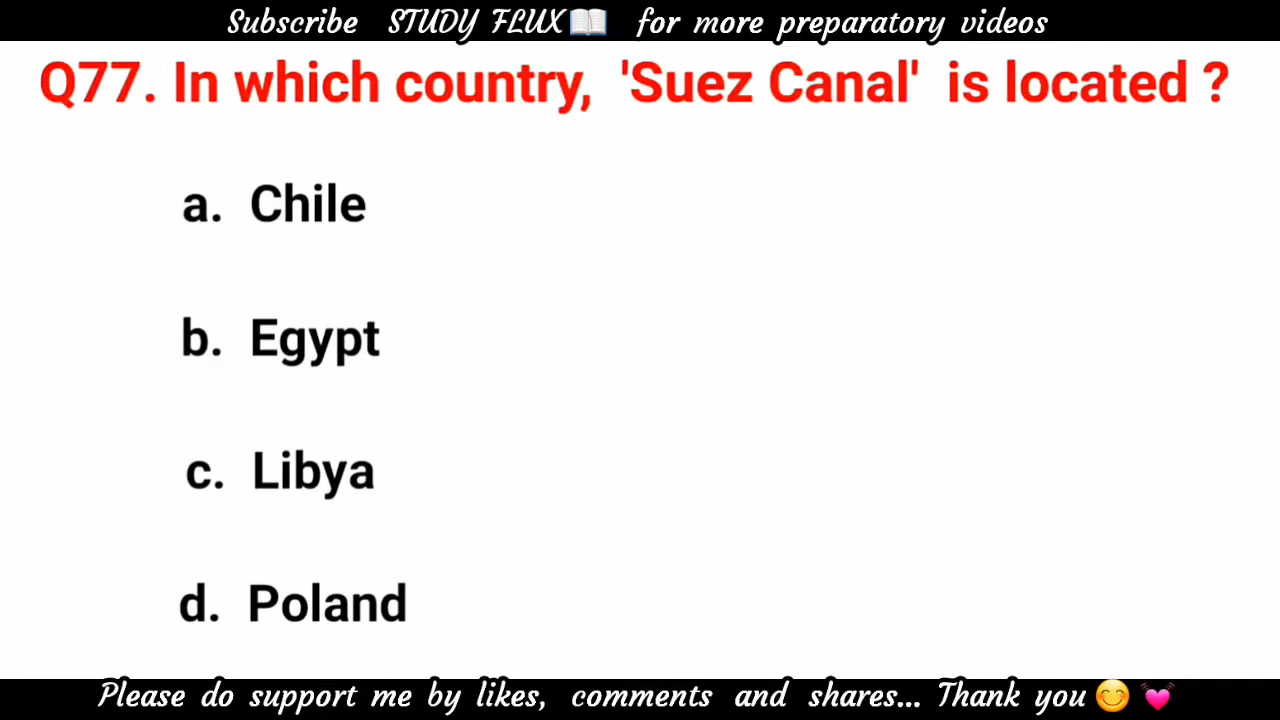 Subscribe STUDY FLUX📖 for more preparatory videos
Q77. In which country, 'Suez Canal' is located ?
a. Chile
b. Egypt
c. Libya
d. Poland
Please do support me by likes, comments and shares... Thank you😊💓